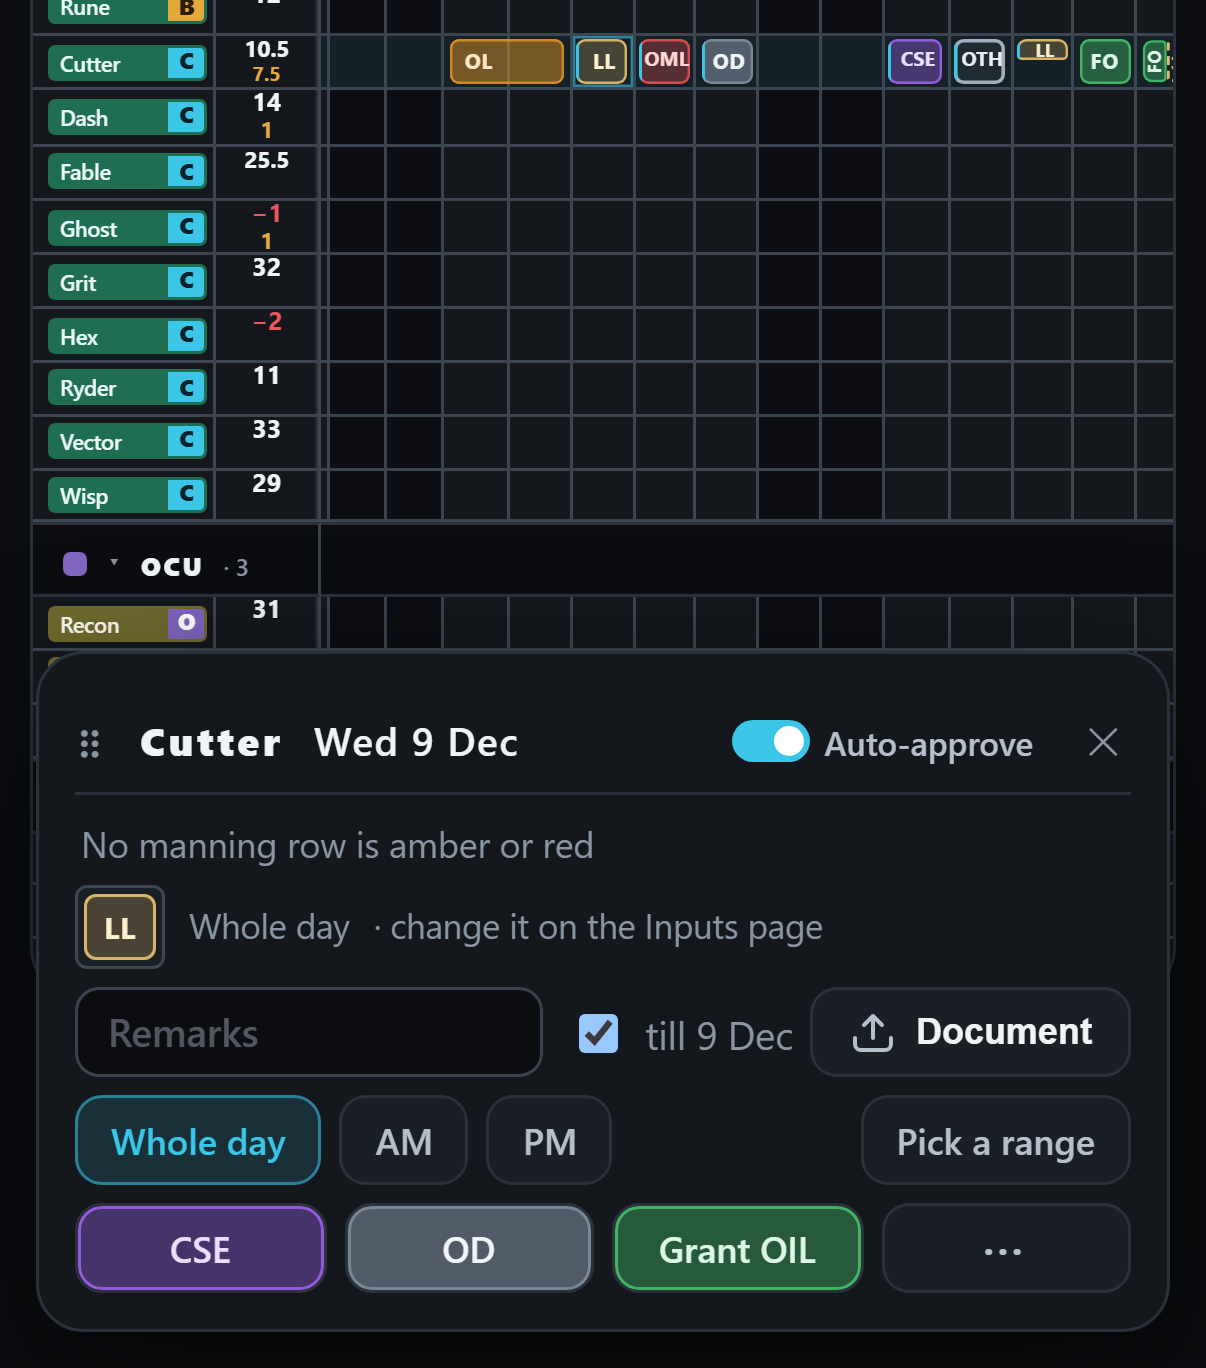 Rune B
Cutter C 10.5 OL LL OML OD CSE OTH LL FO FO
7.5
Dash C 14
1
Fable C 25.5
Ghost C −1
1
Grit C 32
Hex C −2
Ryder C 11
Vector C 33
Wisp C 29
OCU · 3
Recon O 31
Cutter Wed 9 Dec Auto-approve
No manning row is amber or red
LL Whole day · change it on the Inputs page
Remarks till 9 Dec Document
Whole day AM PM Pick a range
CSE OD Grant OIL ...